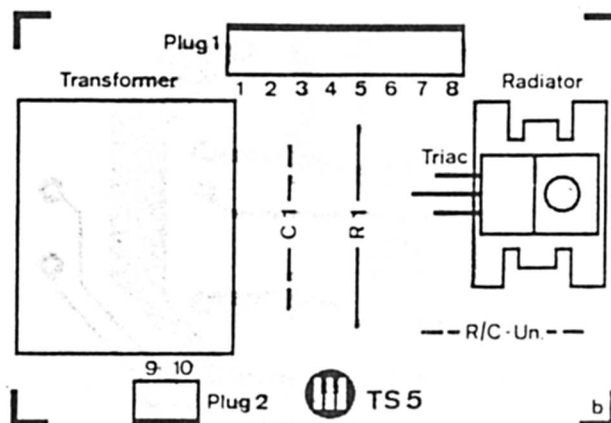 Plug 1
Transformer
1 2 3 4 5 6 7 8
Radiator
Triac
C 1
R 1
R/C-Un.
9 10
Plug 2
TS 5
b